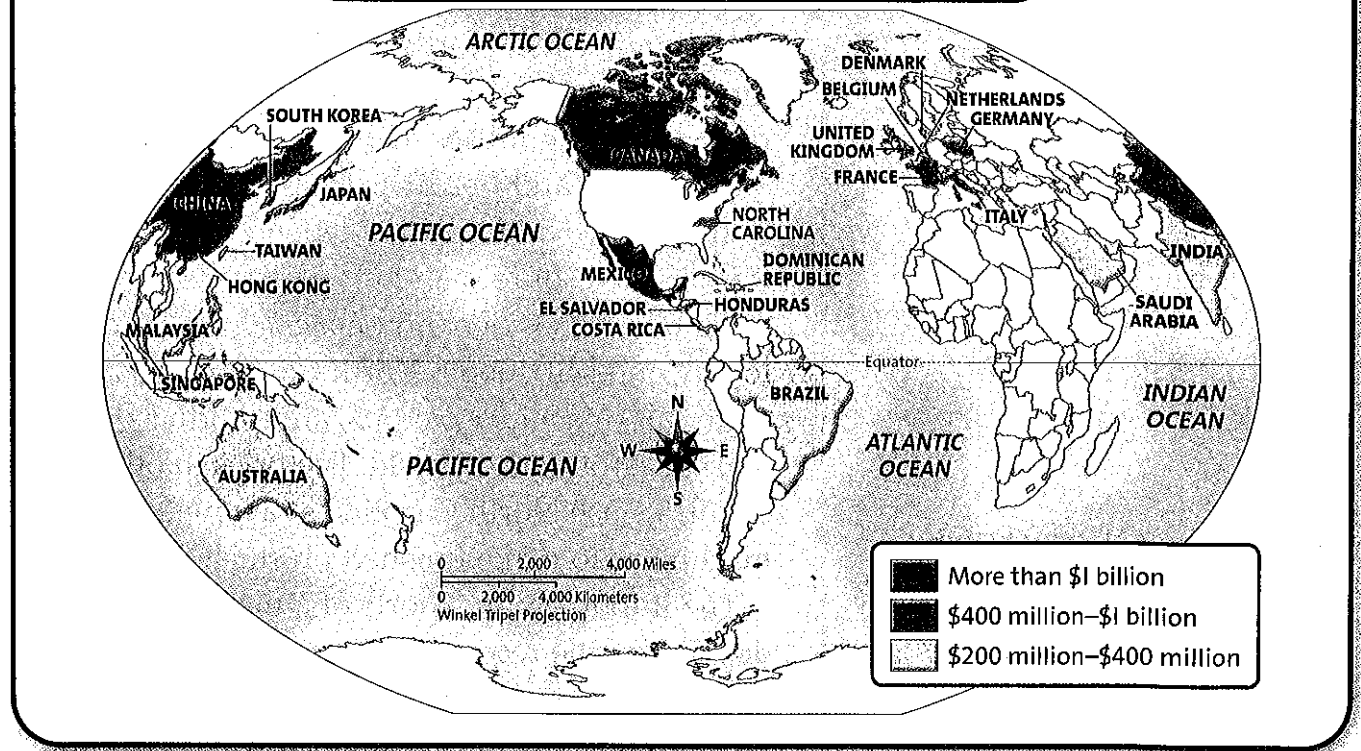 ARCTIC OCEAN
DENMARK
BELGIUM
NETHERLANDS
GERMANY
SOUTH KOREA
UNITED
KINGDOM
CANADA
FRANCE
JAPAN
CHINA
ITALY
NORTH
CAROLINA
PACIFIC OCEAN
TAIWAN
INDIA
DOMINICAN
REPUBLIC
MEXICO
HONG KONG
EL SALVADOR
HONDURAS
SAUDI
ARABIA
COSTA RICA
MALAYSIA
Equator
SINGAPORE
BRAZIL
INDIAN
OCEAN
N
W
E
S
ATLANTIC
OCEAN
PACIFIC OCEAN
AUSTRALIA
0 2,000 4,000 Miles
0 2,000 4,000 Kilometers
Winkel Tripel Projection
More than $1 billion
$400 million–$1 billion
$200 million–$400 million